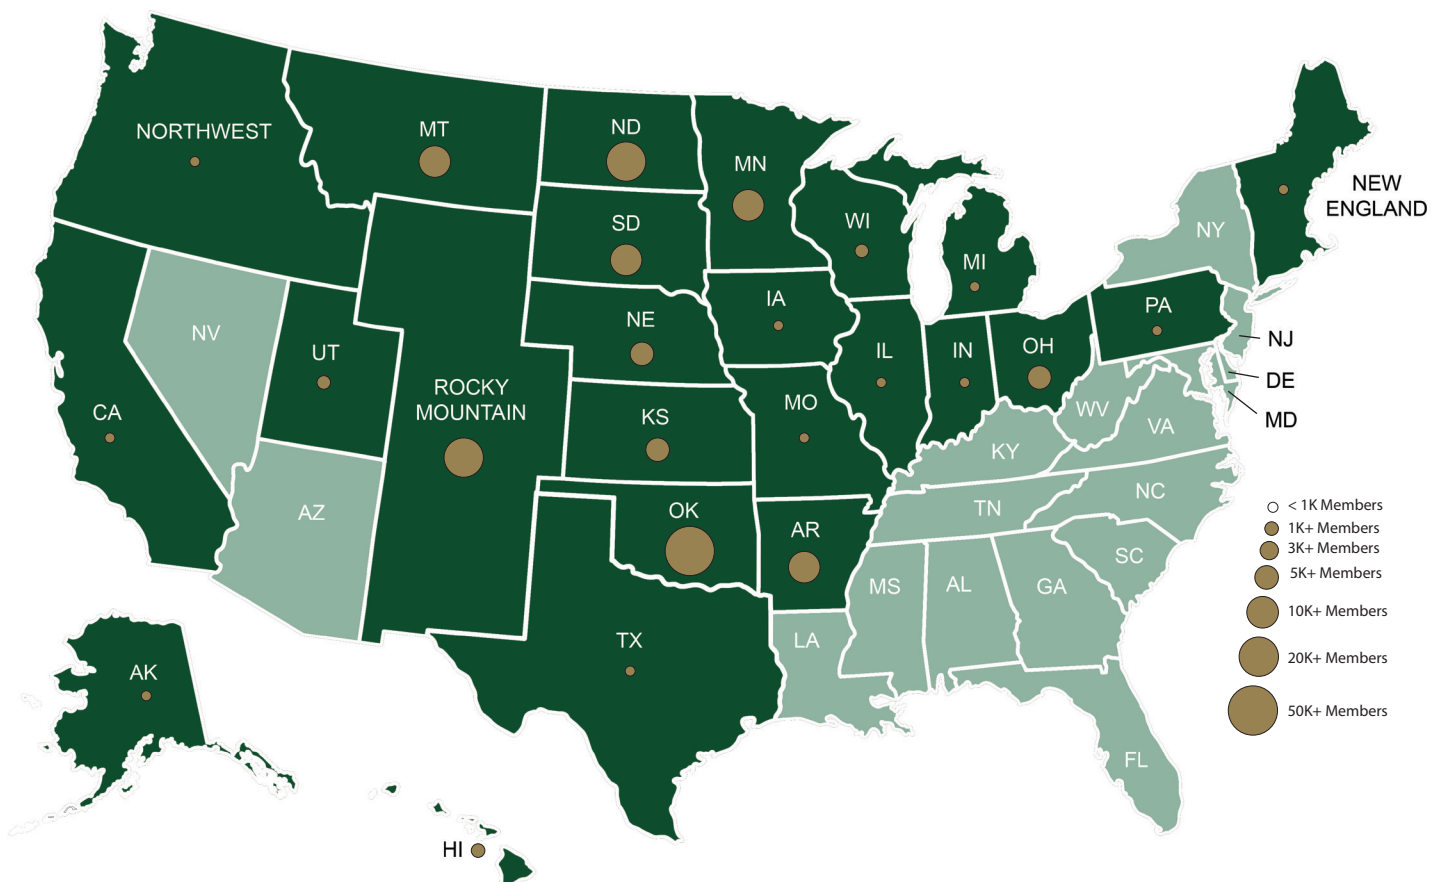 NORTHWEST
MT
ND
MN
SD
WI
MI
NEW
ENGLAND
NY
IA
PA
NE
NV
UT
IL
IN
OH
NJ
DE
ROCKY
MOUNTAIN
CA
KS
MO
WV
MD
VA
KY
AZ
OK
TN
NC
AR
SC
MS
AL
GA
< 1K Members
1K+ Members
3K+ Members
5K+ Members
10K+ Members
20K+ Members
50K+ Members
TX
LA
AK
FL
HI